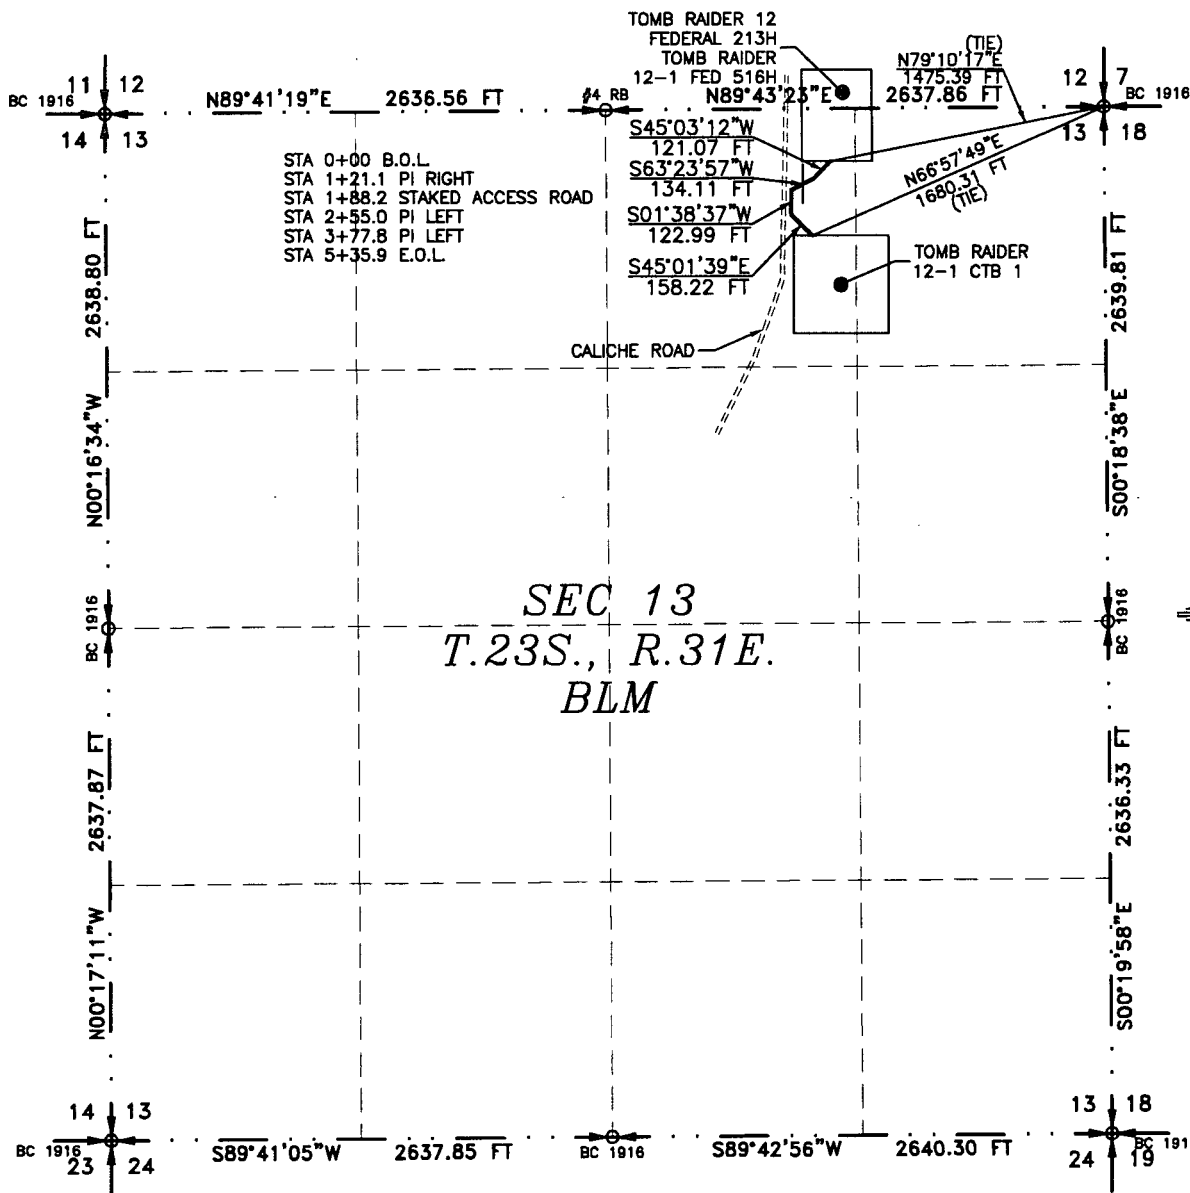 TOMB RAIDER 12
FEDERAL 213H
TOMB RAIDER
12-1 FED 516H
(TIE)
N79°10'17"E
1475.39 FT
11 12
BC 1916
14 13
N89°41'19"E 2636.56 FT
#4 RB
N89°43'23"E 2637.86 FT
12 7
BC 1916
13 18
S45°03'12"W
121.07 FT
S63°23'57"W
134.11 FT
S01°38'37"W
122.99 FT
S45°01'39"E
158.22 FT
N66°57'49"E
1680.31 FT
(TIE)
STA 0+00 B.O.L.
STA 1+21.1 PI RIGHT
STA 1+88.2 STAKED ACCESS ROAD
STA 2+55.0 PI LEFT
STA 3+77.8 PI LEFT
STA 5+35.9 E.O.L.
TOMB RAIDER
12-1 CTB 1
CALICHE ROAD
N00°16'34"W 2638.80 FT
S00°18'38"E 2639.81 FT
BC 1916
BC 1916
SEC 13
T.23S., R.31E.
BLM
N00°17'11"W 2637.87 FT
S00°19'58"E 2636.33 FT
14 13
BC 1916
23 24
S89°41'05"W 2637.85 FT
BC 1916
S89°42'56"W 2640.30 FT
13 18
BC 191
24 19